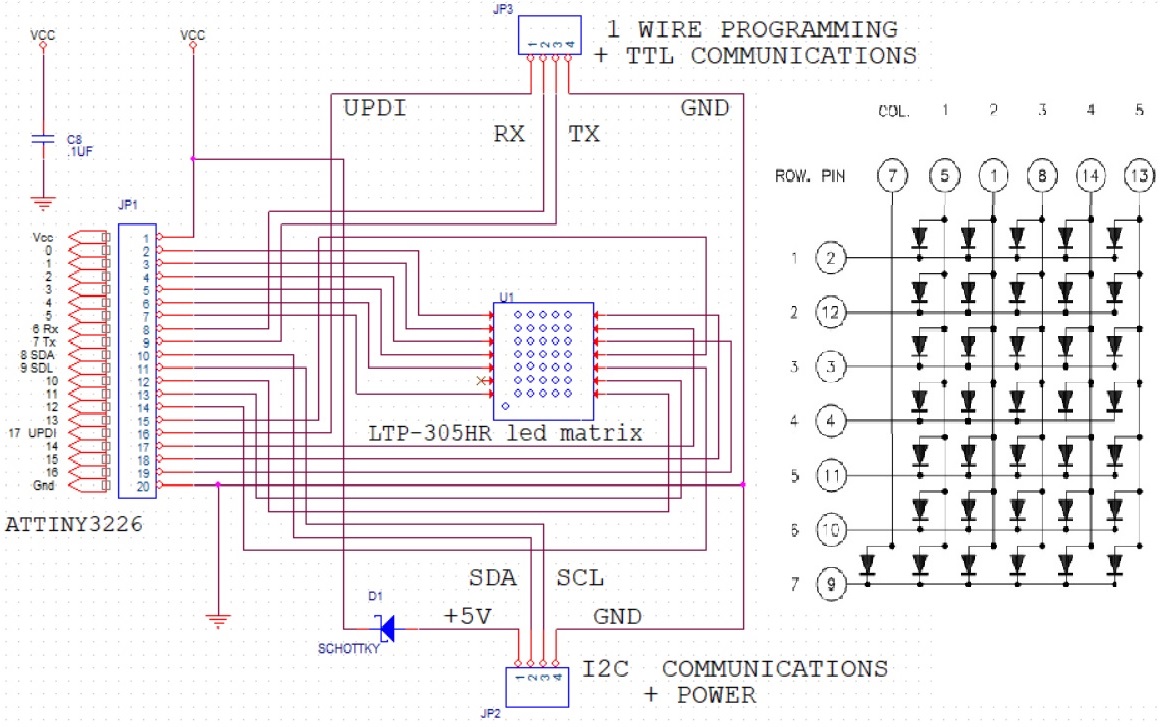 JP3
1 2 3 4
1 WIRE PROGRAMMING
+ TTL COMMUNICATIONS
VCC
VCC
UPDI
GND
RX
TX
C8
.1UF
JP1
Vcc 1
0 2
1 3
2 4
3 5
4 6
5 7
6 Rx 8
7 Tx 9
8 SDA 10
9 SDL 11
10 12
11 13
12 14
13 15
17 UPDI 16
14 17
15 18
16 19
Gnd 20
ATTINY3226
U1
LTP-305HR led matrix
SDA
SCL
D1
+5V
GND
SCHOTTKY
1 2 3 4
JP2
I2C COMMUNICATIONS
+ POWER
COL. 1 2 3 4 5
ROW. PIN 7 5 1 8 14 13
1 2
2 12
3 3
4 4
5 11
6 10
7 9